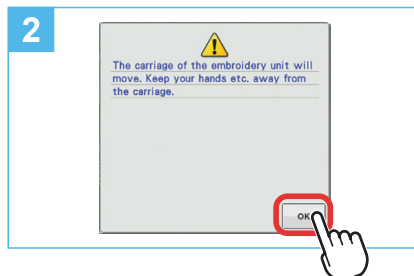 2
The carriage of the embroidery unit will
move. Keep your hands etc. away from
the carriage.
OK